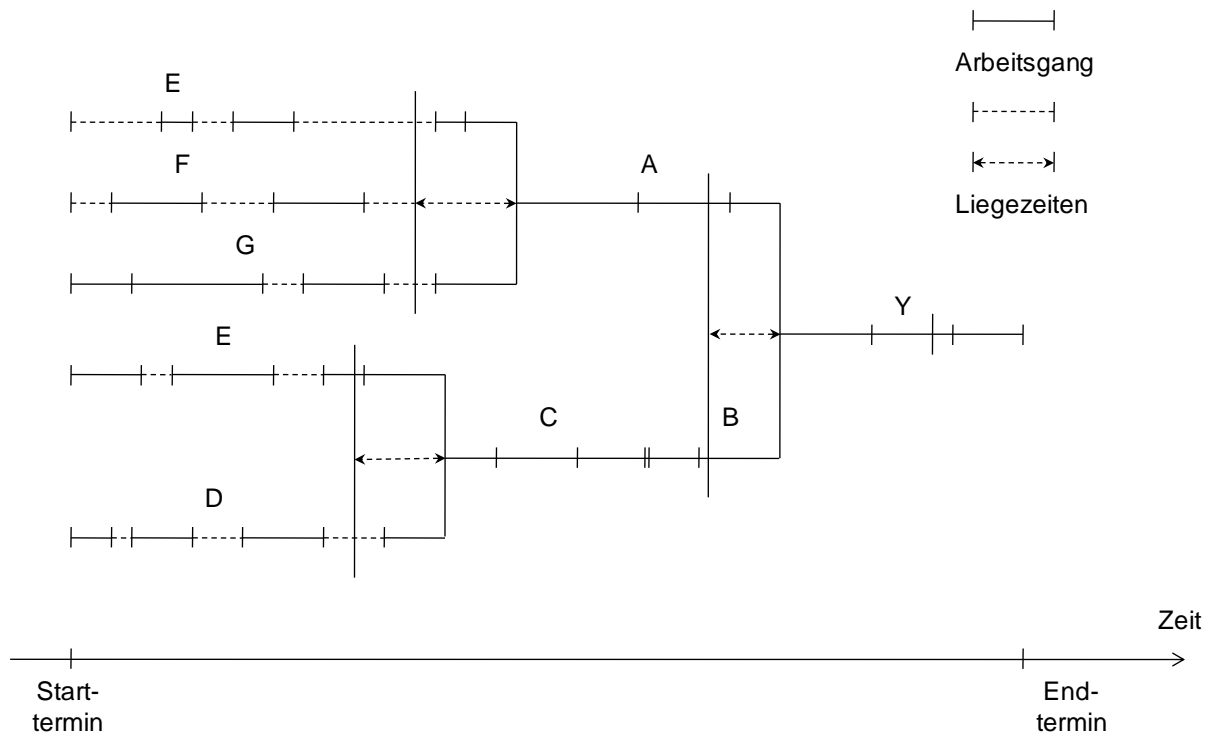 Arbeitsgang
Liegezeiten
E
F
G
A
E
D
C
B
Y
Zeit
Start-
termin
End-
termin